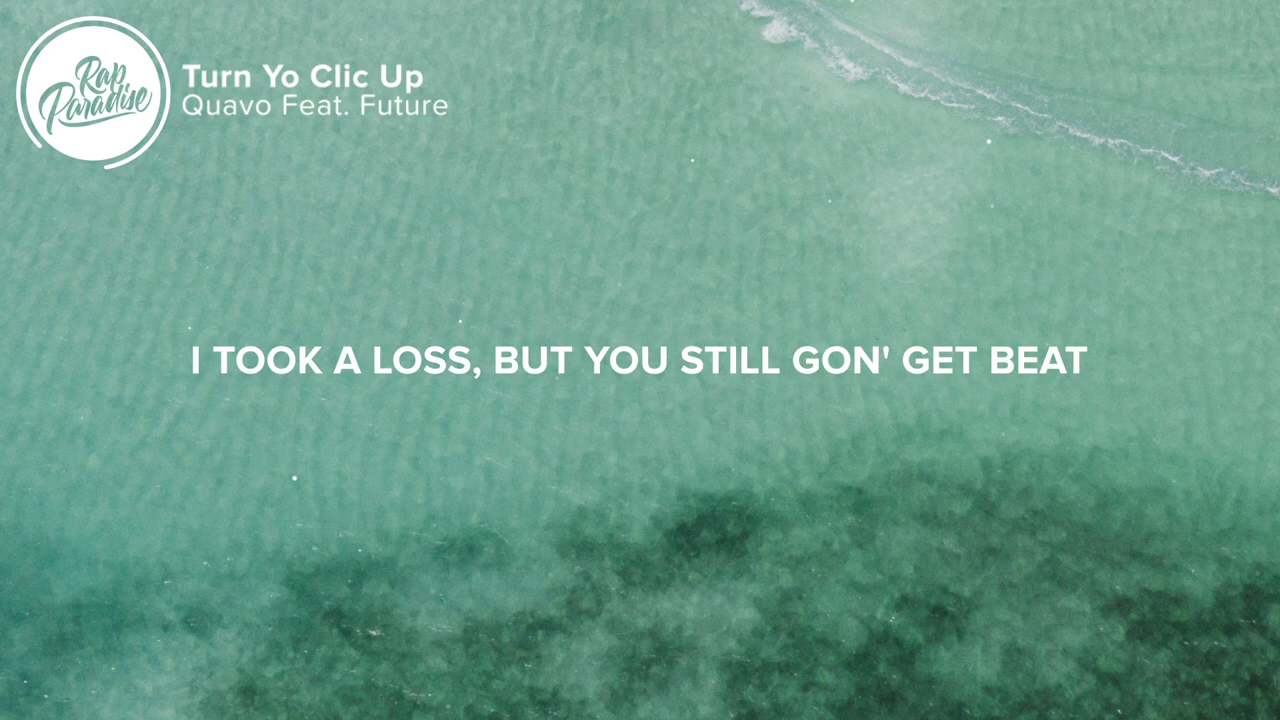 Rap
Paradise
Turn Yo Clic Up
Quavo Feat. Future
I TOOK A LOSS, BUT YOU STILL GON' GET BEAT